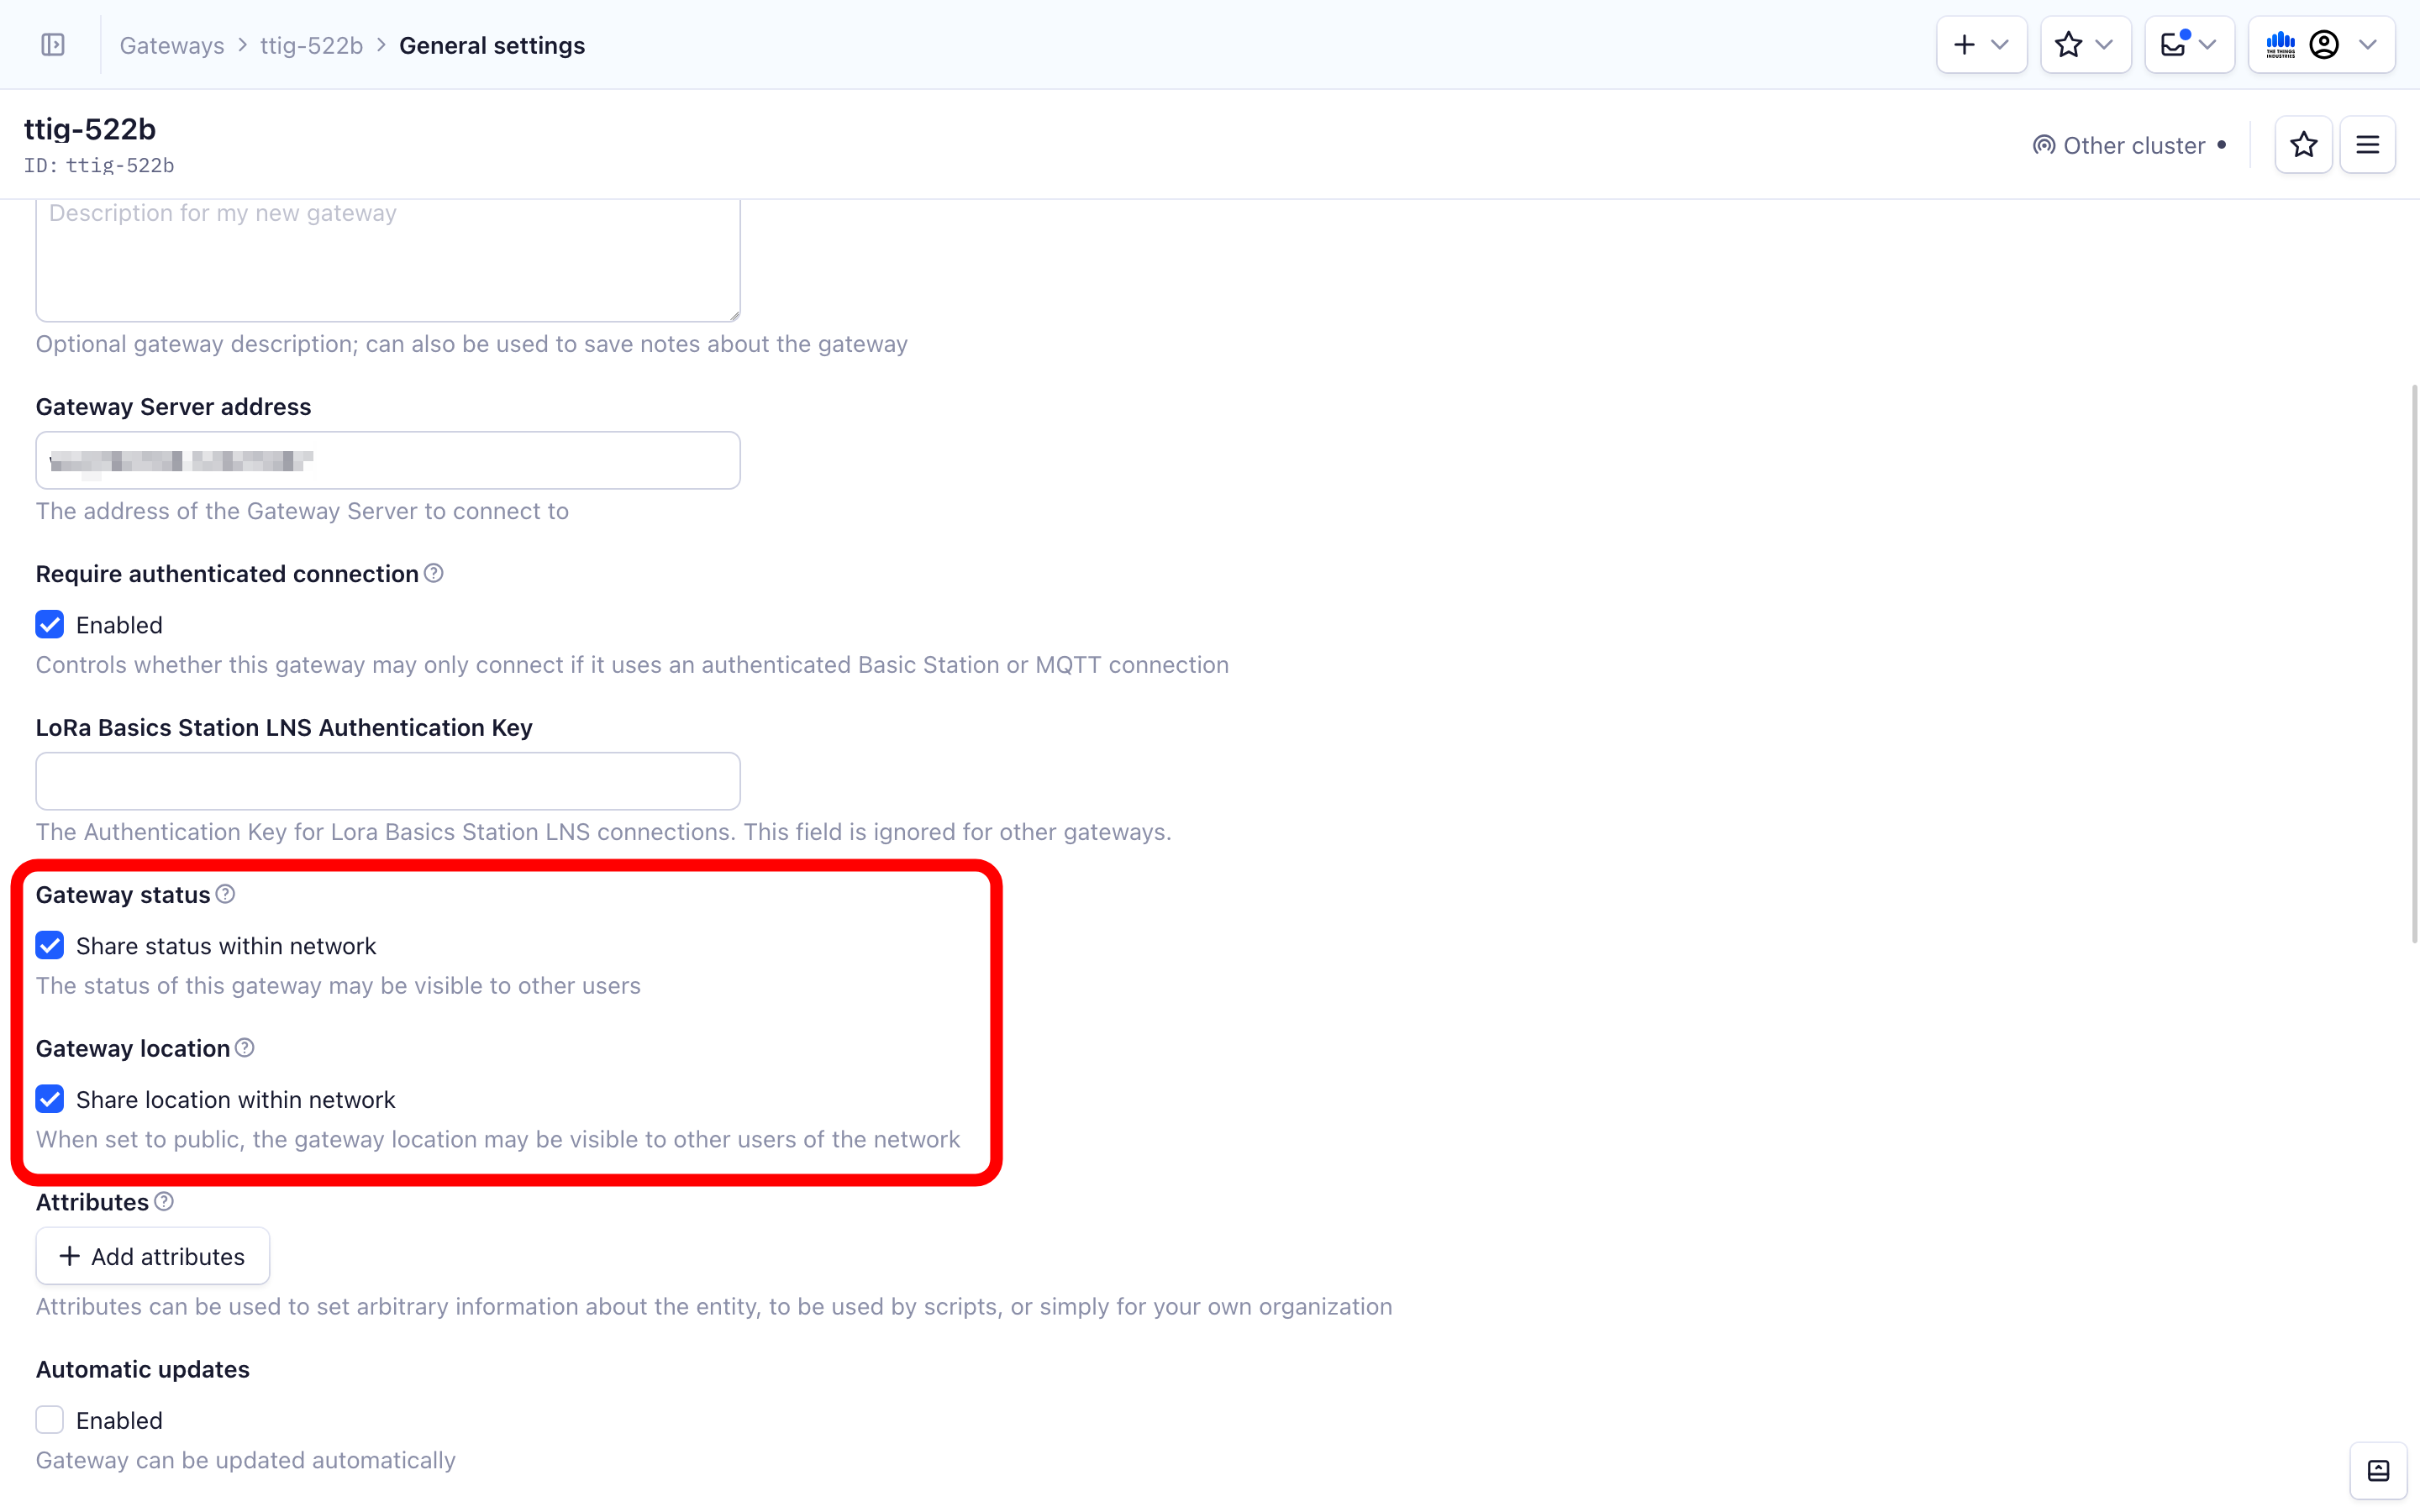 Gateways > ttig-522b > General settings
THE THINGS
INDUSTRIES
ttig-522b
ID: ttig-522b
Other cluster
Description for my new gateway
Optional gateway description; can also be used to save notes about the gateway
Gateway Server address
The address of the Gateway Server to connect to
Require authenticated connection
Enabled
Controls whether this gateway may only connect if it uses an authenticated Basic Station or MQTT connection
LoRa Basics Station LNS Authentication Key
The Authentication Key for Lora Basics Station LNS connections. This field is ignored for other gateways.
Gateway status
Share status within network
The status of this gateway may be visible to other users
Gateway location
Share location within network
When set to public, the gateway location may be visible to other users of the network
Attributes
+ Add attributes
Attributes can be used to set arbitrary information about the entity, to be used by scripts, or simply for your own organization
Automatic updates
Enabled
Gateway can be updated automatically